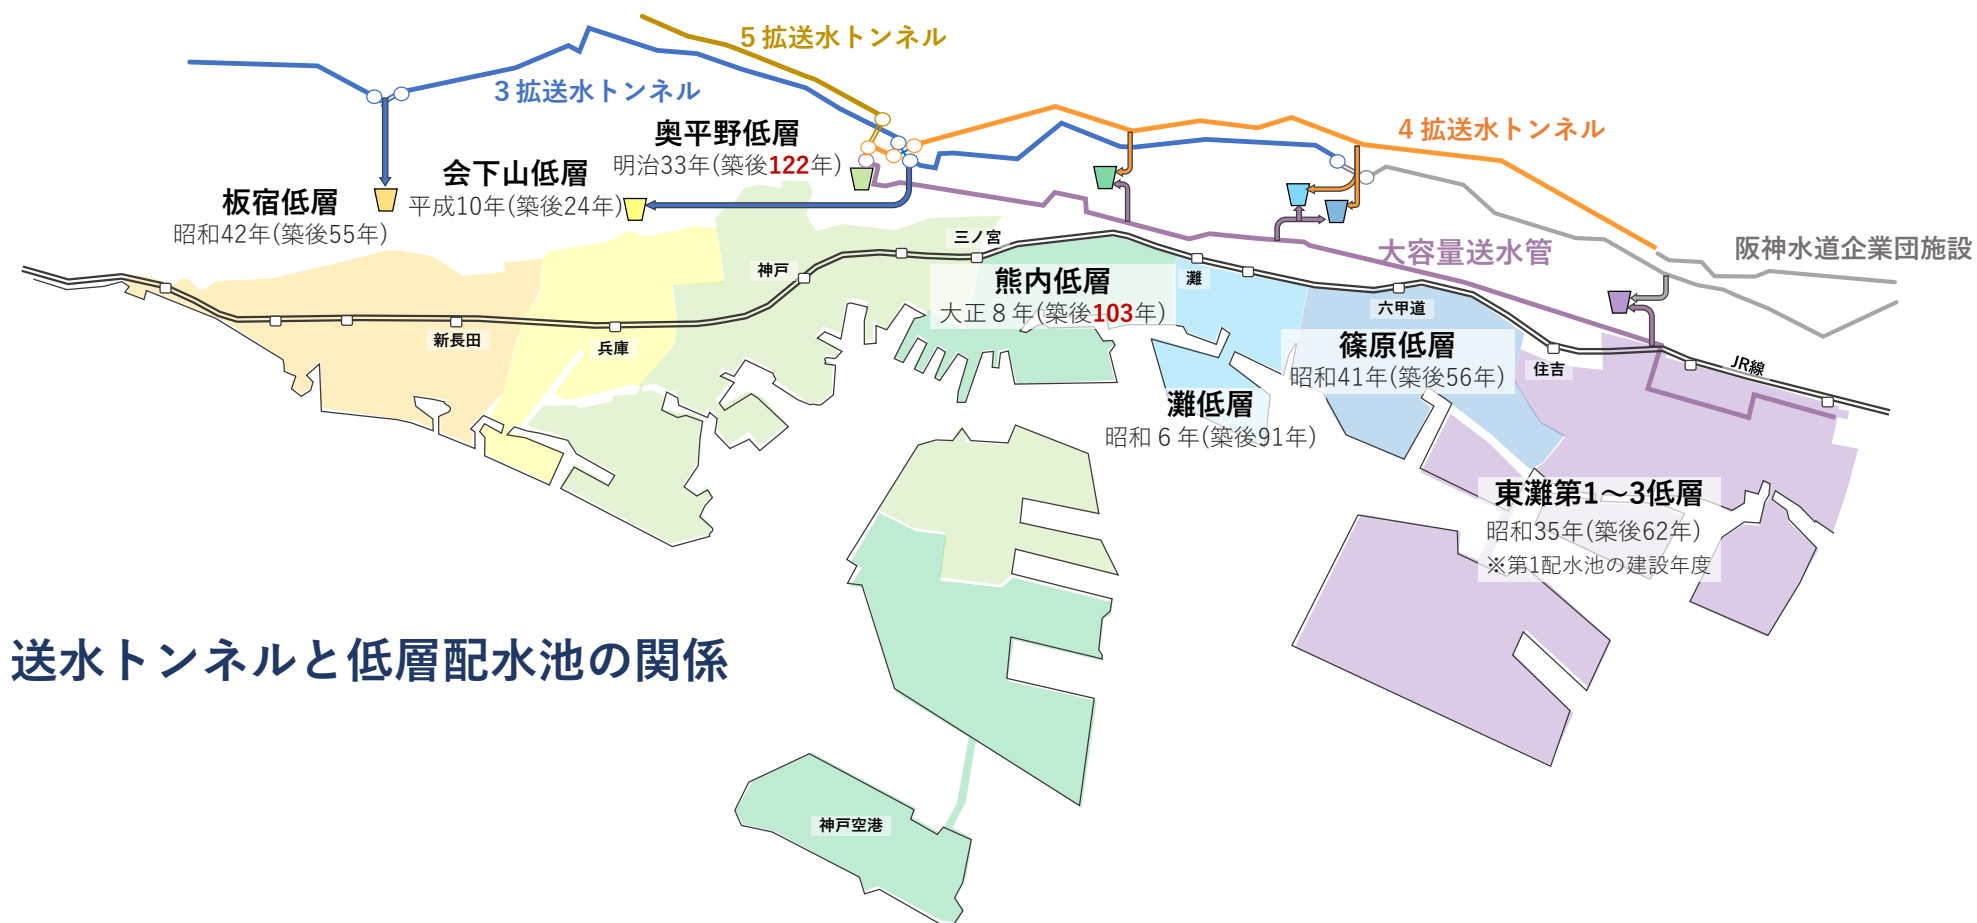 5拡送水トンネル
3拡送水トンネル
4拡送水トンネル
奥平野低層
明治33年(築後122年)
会下山低層
平成10年(築後24年)
板宿低層
昭和42年(築後55年)
三ノ宮
神戸
大容量送水管
阪神水道企業団施設
熊内低層
大正8年(築後103年)
灘
六甲道
新長田
兵庫
篠原低層
昭和41年(築後56年)
住吉
JR線
灘低層
昭和6年(築後91年)
東灘第1～3低層
昭和35年(築後62年)
※第1配水池の建設年度
送水トンネルと低層配水池の関係
神戸空港